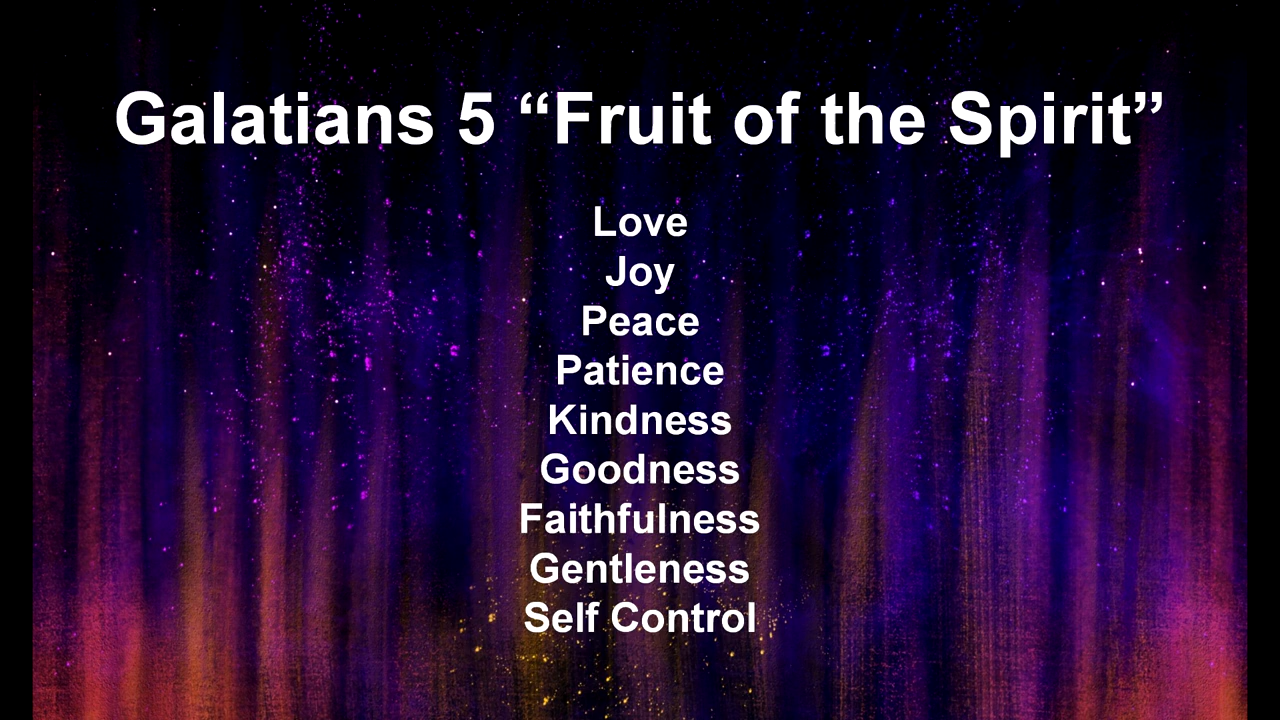 Galatians 5 “Fruit of the Spirit”
Love
Joy
Peace
Patience
Kindness
Goodness
Faithfulness
Gentleness
Self Control